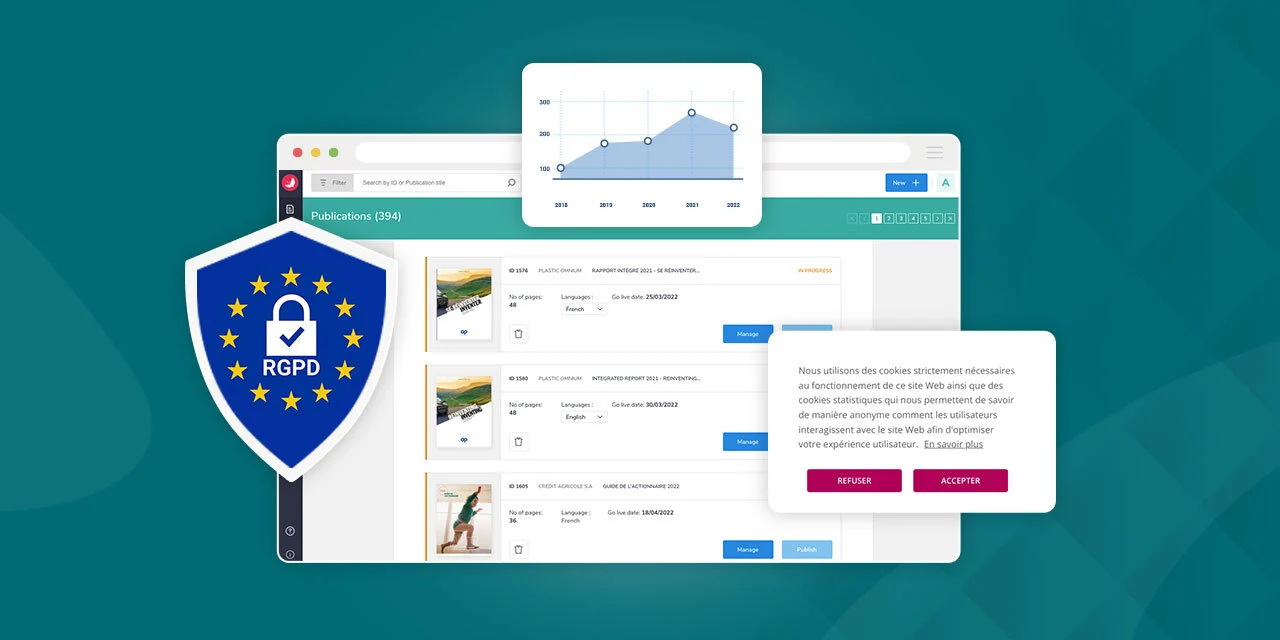 300
200
100
2018 2019 2020 2021 2022
Filter
Search by ID or Publication title
New +
A
Publications (394)
1 2 3 4 5
RGPD
ID 1576 PLASTIC OMNIUM RAPPORT INTÉGRÉ 2021 - SE RÉINVENTER...
IN PROGRESS
No of pages: Languages : Go live date: 25/03/2022
48
French
Manage
SE RÉINVENTER
INVENTER
ID 1580 PLASTIC OMNIUM INTEGRATED REPORT 2021 - REINVENTING...
No of pages: Languages : Go live date: 30/03/2022
48
English
Manage
ID 1605 CRÉDIT AGRICOLE S.A GUIDE DE L'ACTIONNAIRE 2022
No of pages: Language : Go live date: 18/04/2022
36 French
Manage
Publish
Nous utilisons des cookies strictement nécessaires
au fonctionnement de ce site Web ainsi que des
cookies statistiques qui nous permettent de savoir
de manière anonyme comment les utilisateurs
interagissent avec le site Web afin d'optimiser
votre expérience utilisateur. En savoir plus
REFUSER
ACCEPTER